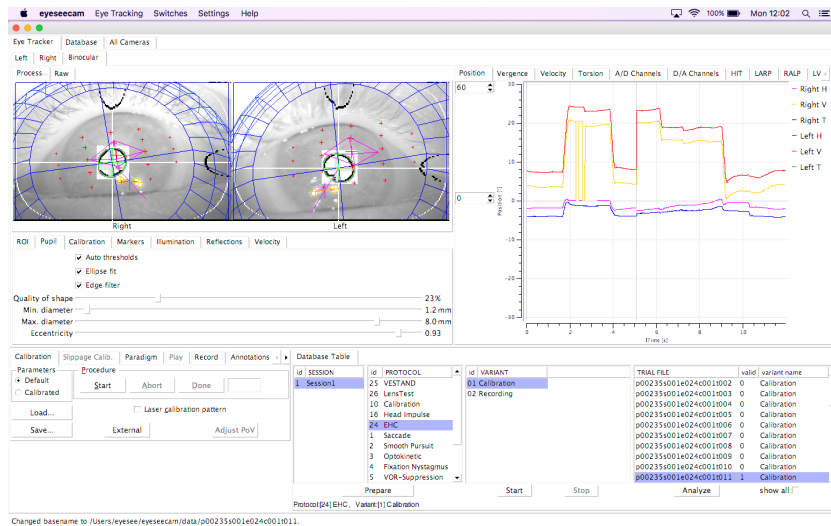 eyeseecam Eye Tracking Switches Settings Help 100% Mon 12:02
Eye Tracker Database All Cameras
Left Right Binocular
Process Raw
Position Vergence Velocity Torsion A/D Channels D/A Channels HIT LARP RALP LV
60
0
Position [°]
30
20
10
0
-10
-20
-30
0 2 4 6 8 10
Time [s]
Right H
Right V
Right T
Left H
Left V
Left T
Right Left
ROI Pupil Calibration Markers Illumination Reflections Velocity
Auto thresholds
Ellipse fit
Edge filter
Quality of shape 23%
Min. diameter 1.2 mm
Max. diameter 8.0 mm
Eccentricity 0.93
Calibration Slippage Calib. Paradigm Play Record Annotations
Parameters
Default
Calibrated
Procedure
Start Abort Done
Load...
Laser calibration pattern
Save... External Adjust PoV
Database Table
id SESSION
1 Session1
id PROTOCOL
25 VESTAND
26 LensTest
10 Calibration
16 Head Impulse
24 EHC
1 Saccade
2 Smooth Pursuit
3 Optokinetic
4 Fixation Nystagmus
5 VOR-Suppression
id VARIANT
01 Calibration
02 Recording
TRIAL FILE valid variant name
p00235s001e024c001t002 0 Calibration
p00235s001e024c001t003 0 Calibration
p00235s001e024c001t004 0 Calibration
p00235s001e024c001t005 0 Calibration
p00235s001e024c001t006 0 Calibration
p00235s001e024c001t007 0 Calibration
p00235s001e024c001t008 0 Calibration
p00235s001e024c001t009 0 Calibration
p00235s001e024c001t010 0 Calibration
p00235s001e024c001t011 1 Calibration
Prepare Start Stop Analyze show all:
Protocol:[24] EHC, Variant:[1] Calibration
Changed basename to /Users/eyesee/eyeseecam/data/p00235s001e024c001t011.